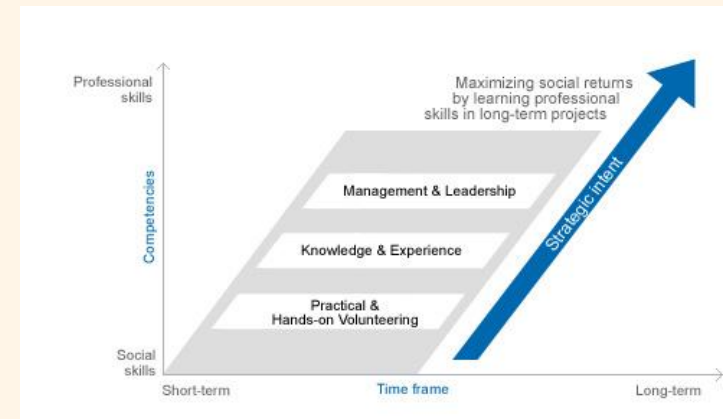 Professional
skills
Maximizing social returns
by learning professional
skills in long-term projects
Strategic intent
Competencies
Management & Leadership
Knowledge & Experience
Practical &
Hands-on Volunteering
Social
skills
Short-term
Time frame
Long-term